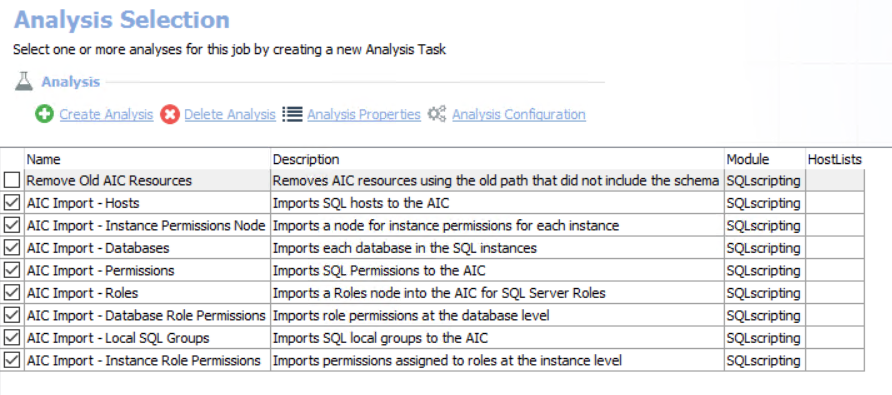 Analysis Selection
Select one or more analyses for this job by creating a new Analysis Task
Analysis
Create Analysis Delete Analysis Analysis Properties Analysis Configuration
Name Description Module HostLists
Remove Old AIC Resources Removes AIC resources using the old path that did not include the schema SQLscripting
AIC Import - Hosts Imports SQL hosts to the AIC SQLscripting
AIC Import - Instance Permissions Node Imports a node for instance permissions for each instance SQLscripting
AIC Import - Databases Imports each database in the SQL instances SQLscripting
AIC Import - Permissions Imports SQL Permissions to the AIC SQLscripting
AIC Import - Roles Imports a Roles node into the AIC for SQL Server Roles SQLscripting
AIC Import - Database Role Permissions Imports role permissions at the database level SQLscripting
AIC Import - Local SQL Groups Imports SQL local groups to the AIC SQLscripting
AIC Import - Instance Role Permissions Imports permissions assigned to roles at the instance level SQLscripting